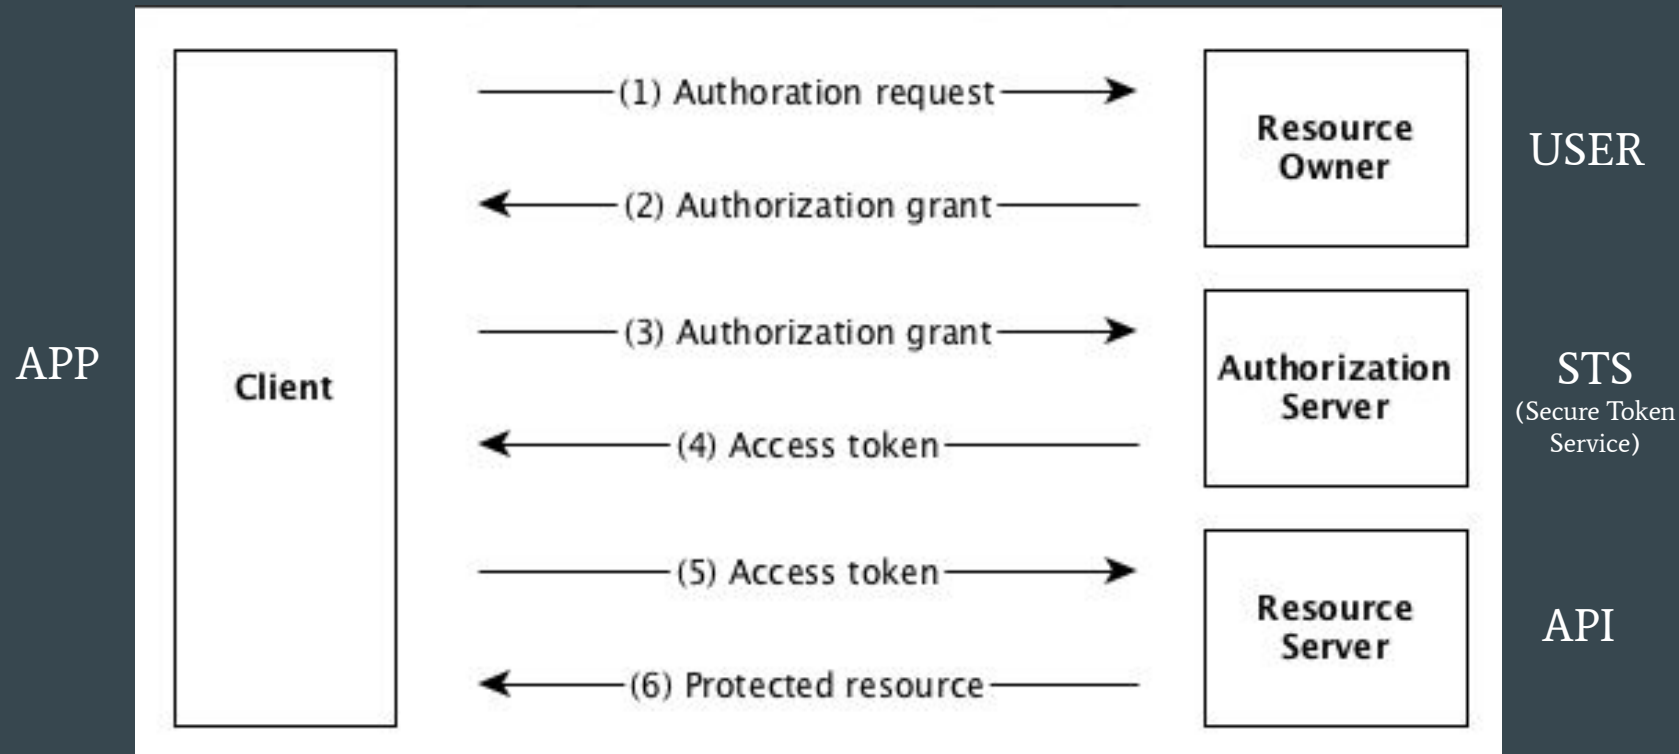 APP
Client
(1) Authoration request
(2) Authorization grant
(3) Authorization grant
(4) Access token
(5) Access token
(6) Protected resource
Resource
Owner
Authorization
Server
Resource
Server
USER
STS
(Secure Token
Service)
API